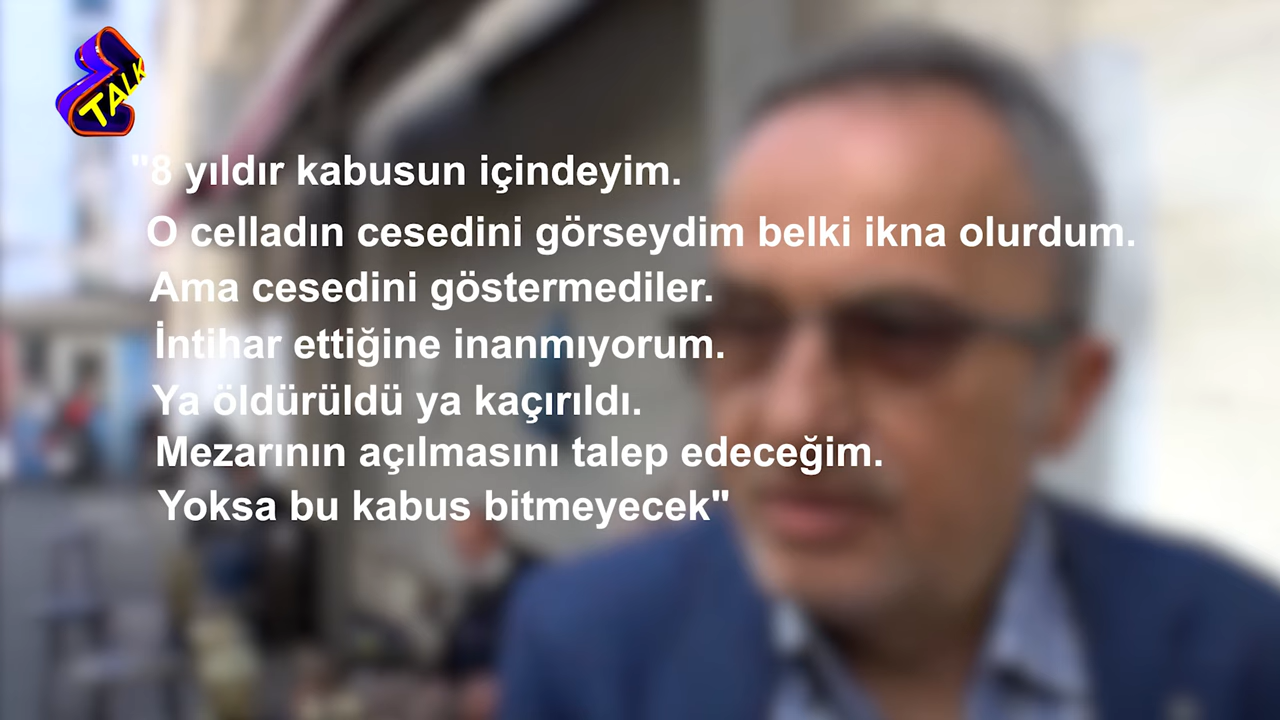 Z TALK
"8 yıldır kabusun içindeyim.
O celladın cesedini görseydim belki ikna olurdum.
Ama cesedini göstermediler.
İntihar ettiğine inanmıyorum.
Ya öldürüldü ya kaçırıldı.
Mezarının açılmasını talep edeceğim.
Yoksa bu kabus bitmeyecek"